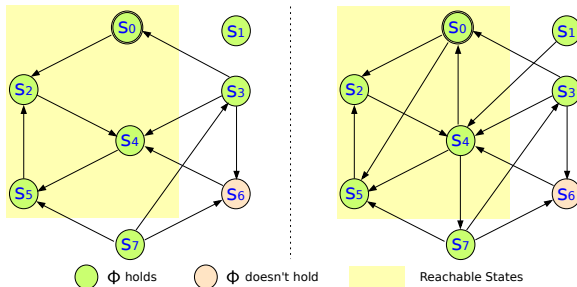 S0 S1
S2 S3
S4
S5 S6
S7
S0 S1
S2 S3
S4
S5 S6
S7
Φ holds
Φ doesn't hold
Reachable States